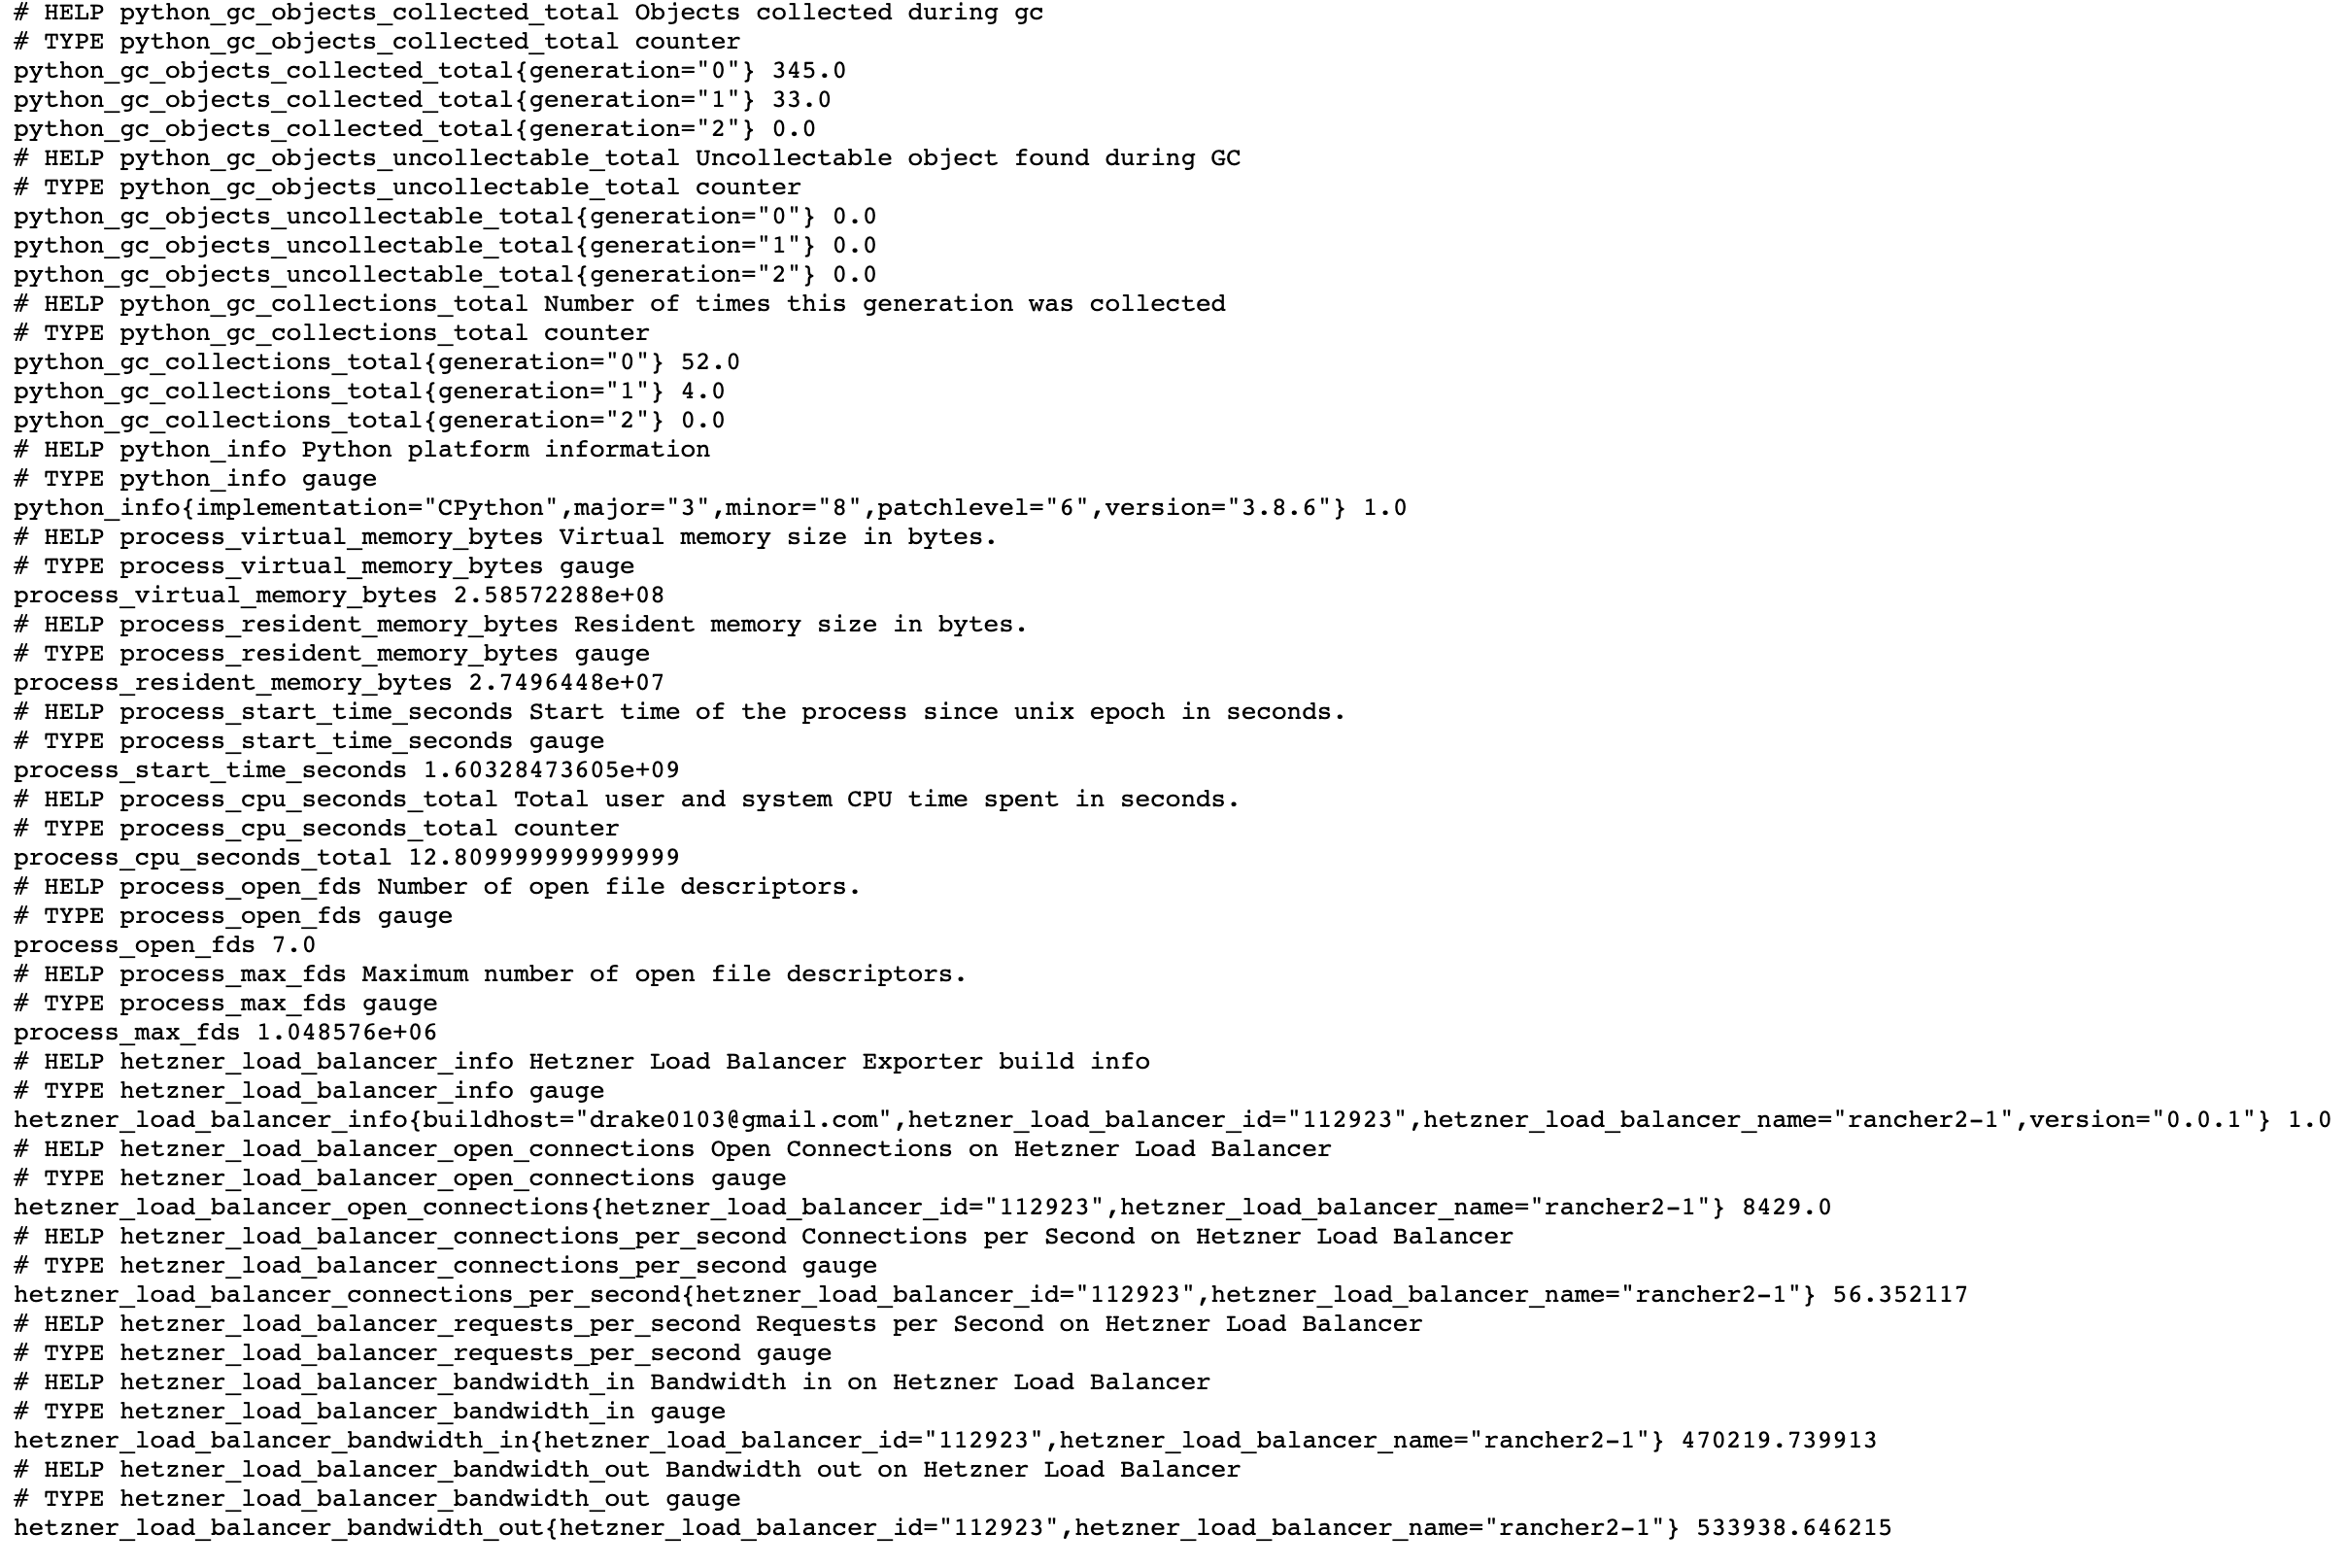 # HELP python_gc_objects_collected_total Objects collected during gc
# TYPE python_gc_objects_collected_total counter
python_gc_objects_collected_total{generation="0"} 345.0
python_gc_objects_collected_total{generation="1"} 33.0
python_gc_objects_collected_total{generation="2"} 0.0
# HELP python_gc_objects_uncollectable_total Uncollectable object found during GC
# TYPE python_gc_objects_uncollectable_total counter
python_gc_objects_uncollectable_total{generation="0"} 0.0
python_gc_objects_uncollectable_total{generation="1"} 0.0
python_gc_objects_uncollectable_total{generation="2"} 0.0
# HELP python_gc_collections_total Number of times this generation was collected
# TYPE python_gc_collections_total counter
python_gc_collections_total{generation="0"} 52.0
python_gc_collections_total{generation="1"} 4.0
python_gc_collections_total{generation="2"} 0.0
# HELP python_info Python platform information
# TYPE python_info gauge
python_info{implementation="CPython",major="3",minor="8",patchlevel="6",version="3.8.6"} 1.0
# HELP process_virtual_memory_bytes Virtual memory size in bytes.
# TYPE process_virtual_memory_bytes gauge
process_virtual_memory_bytes 2.58572288e+08
# HELP process_resident_memory_bytes Resident memory size in bytes.
# TYPE process_resident_memory_bytes gauge
process_resident_memory_bytes 2.7496448e+07
# HELP process_start_time_seconds Start time of the process since unix epoch in seconds.
# TYPE process_start_time_seconds gauge
process_start_time_seconds 1.60328473605e+09
# HELP process_cpu_seconds_total Total user and system CPU time spent in seconds.
# TYPE process_cpu_seconds_total counter
process_cpu_seconds_total 12.809999999999999
# HELP process_open_fds Number of open file descriptors.
# TYPE process_open_fds gauge
process_open_fds 7.0
# HELP process_max_fds Maximum number of open file descriptors.
# TYPE process_max_fds gauge
process_max_fds 1.048576e+06
# HELP hetzner_load_balancer_info Hetzner Load Balancer Exporter build info
# TYPE hetzner_load_balancer_info gauge
hetzner_load_balancer_info{buildhost="drake0103@gmail.com",hetzner_load_balancer_id="112923",hetzner_load_balancer_name="rancher2-1",version="0.0.1"} 1.0
# HELP hetzner_load_balancer_open_connections Open Connections on Hetzner Load Balancer
# TYPE hetzner_load_balancer_open_connections gauge
hetzner_load_balancer_open_connections{hetzner_load_balancer_id="112923",hetzner_load_balancer_name="rancher2-1"} 8429.0
# HELP hetzner_load_balancer_connections_per_second Connections per Second on Hetzner Load Balancer
# TYPE hetzner_load_balancer_connections_per_second gauge
hetzner_load_balancer_connections_per_second{hetzner_load_balancer_id="112923",hetzner_load_balancer_name="rancher2-1"} 56.352117
# HELP hetzner_load_balancer_requests_per_second Requests per Second on Hetzner Load Balancer
# TYPE hetzner_load_balancer_requests_per_second gauge
# HELP hetzner_load_balancer_bandwidth_in Bandwidth in on Hetzner Load Balancer
# TYPE hetzner_load_balancer_bandwidth_in gauge
hetzner_load_balancer_bandwidth_in{hetzner_load_balancer_id="112923",hetzner_load_balancer_name="rancher2-1"} 470219.739913
# HELP hetzner_load_balancer_bandwidth_out Bandwidth out on Hetzner Load Balancer
# TYPE hetzner_load_balancer_bandwidth_out gauge
hetzner_load_balancer_bandwidth_out{hetzner_load_balancer_id="112923",hetzner_load_balancer_name="rancher2-1"} 533938.646215